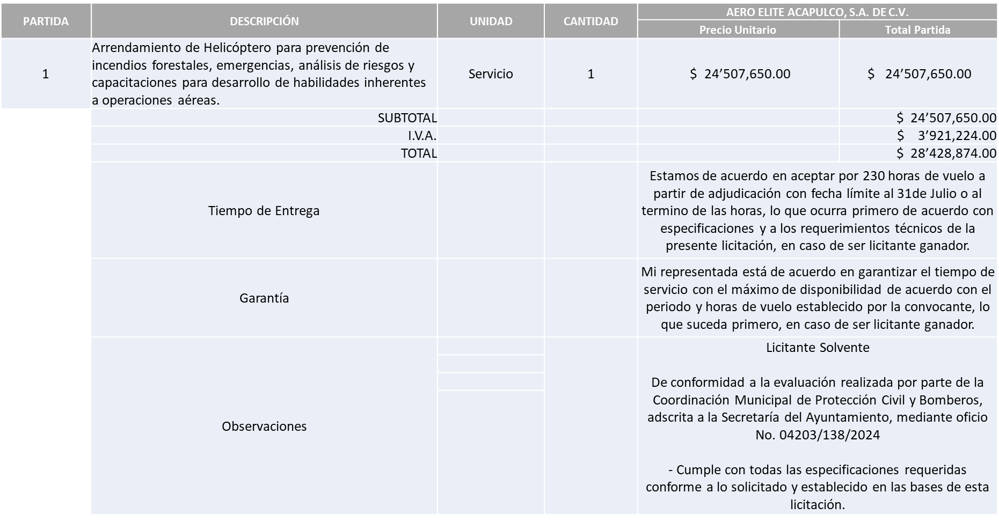 PARTIDA
DESCRIPCIÓN
UNIDAD
CANTIDAD
AERO ELITE ACAPULCO, S.A. DE C.V.
Precio Unitario
Total Partida
1
Arrendamiento de Helicóptero para prevención de
incendios forestales, emergencias, análisis de riesgos y
capacitaciones para desarrollo de habilidades inherentes
a operaciones aéreas.
Servicio
1
$ 24’507,650.00
$ 24’507,650.00
SUBTOTAL
$ 24’507,650.00
I.V.A.
$ 3’921,224.00
TOTAL
$ 28’428,874.00
Tiempo de Entrega
Estamos de acuerdo en aceptar por 230 horas de vuelo a
partir de adjudicación con fecha límite al 31de Julio o al
termino de las horas, lo que ocurra primero de acuerdo con
especificaciones y a los requerimientos técnicos de la
presente licitación, en caso de ser licitante ganador.
Garantía
Mi representada está de acuerdo en garantizar el tiempo de
servicio con el máximo de disponibilidad de acuerdo con el
periodo y horas de vuelo establecido por la convocante, lo
que suceda primero, en caso de ser licitante ganador.
Observaciones
Licitante Solvente
De conformidad a la evaluación realizada por parte de la
Coordinación Municipal de Protección Civil y Bomberos,
adscrita a la Secretaría del Ayuntamiento, mediante oficio
No. 04203/138/2024
- Cumple con todas las especificaciones requeridas
conforme a lo solicitado y establecido en las bases de esta
licitación.